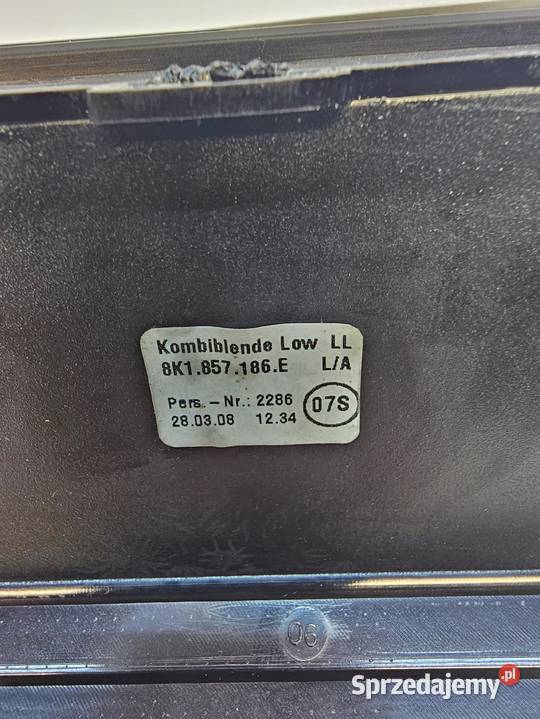 Kombiblende Low LL
8K1.857.186.E L/A
Pers.-Nr.: 2286 07S
28.03.08 12.34
06
Sprzedajemy.pl